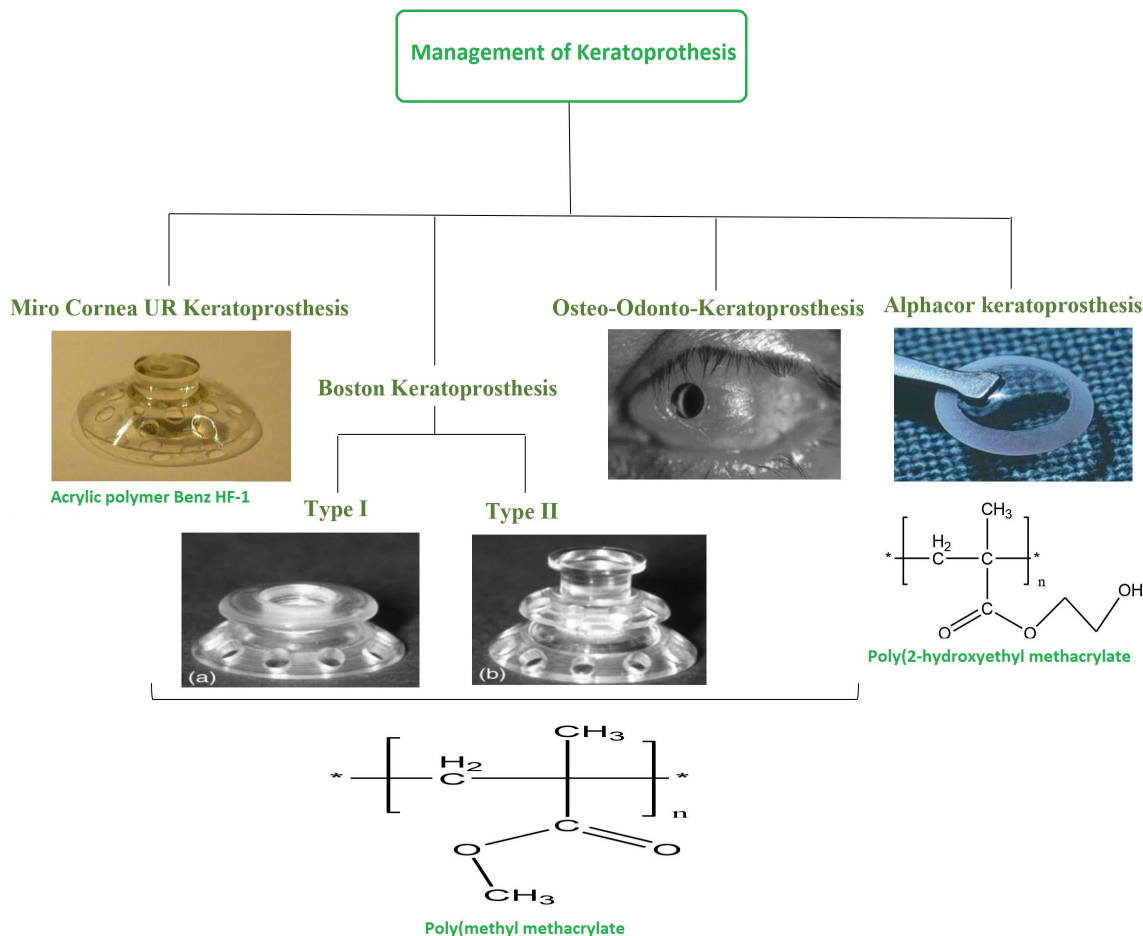 Management of Keratoprothesis
Miro Cornea UR Keratoprosthesis
Boston Keratoprosthesis
Osteo-Odonto-Keratoprosthesis
Alphacor keratoprosthesis
Acrylic polymer Benz HF-1
Type I
Type II
(a)
(b)
CH3
H2
* C C *
n
C
O O
OH
Poly(2-hydroxyethyl methacrylate
CH3
H2
* C *
n
C
O O
CH3
Poly(methyl methacrylate